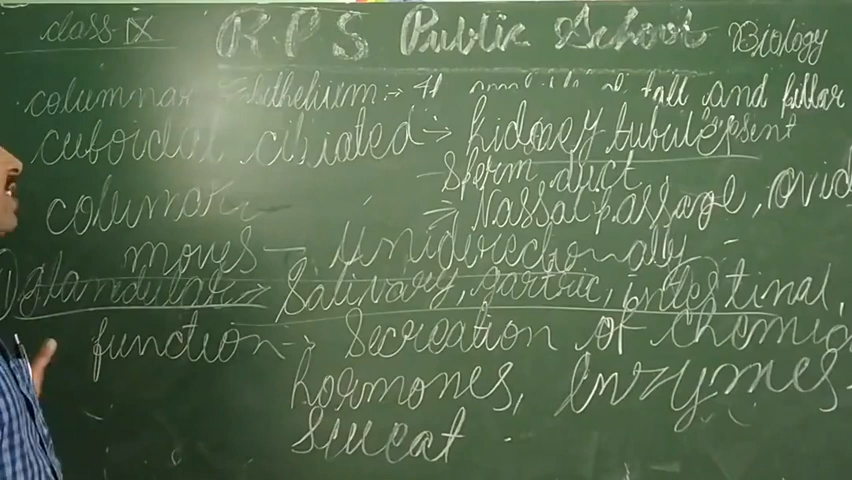 class-IX R.P.S Public School Biology
columnar Epithelium:→ tall and pillar
cuboidal ciliated → kidney tubule
- Sperm duct
columnar = Nassal passage, ovid
moves - Unidirectionally -
Glandular → Salivary, gastric, intestinal,
function → Secreation of chemic
hormones, Enzymes
sweat